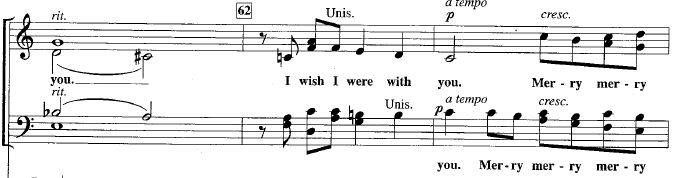 a tempo
rit. 62 Unis. p cresc.
you. I wish I were with you. Mer - ry mer - ry
rit. Unis. p a tempo cresc.
you. Mer-ry mer - ry mer - ry